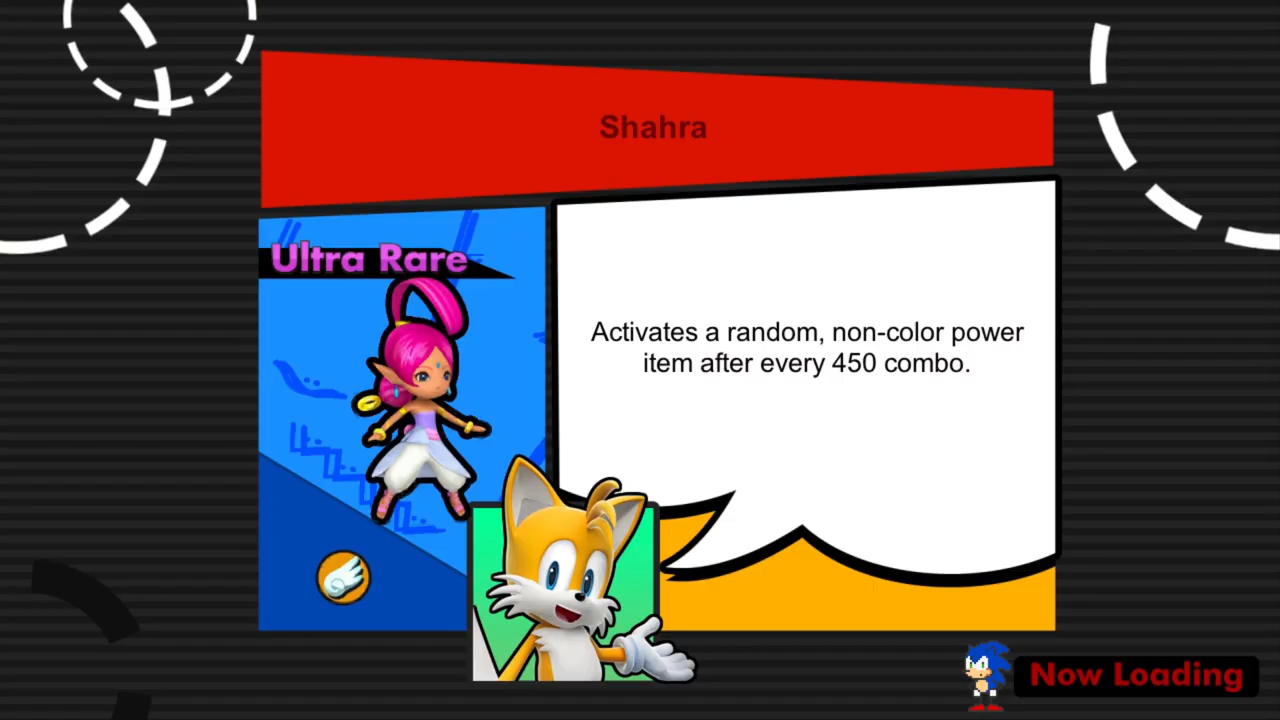 Shahra
Ultra Rare
Activates a random, non-color power
item after every 450 combo.
Now Loading